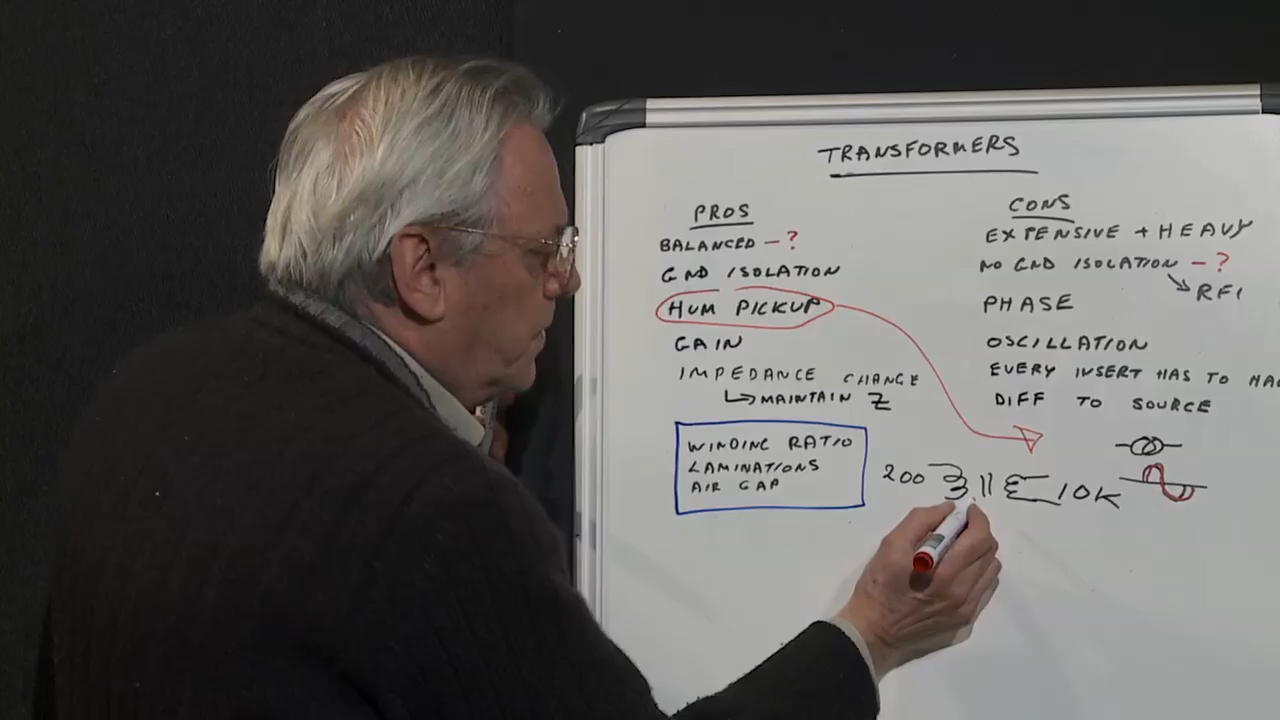 TRANSFORMERS
PROS
BALANCED - ?
GND ISOLATION
HUM PICKUP
GAIN
IMPEDANCE CHANGE
MAINTAIN Z
WINDING RATIO
LAMINATIONS
AIR GAP
CONS
EXPENSIVE + HEAVY
NO GND ISOLATION - ?
RFI
PHASE
OSCILLATION
EVERY INSERT HAS TO
DIFF TO SOURCE
200
10K